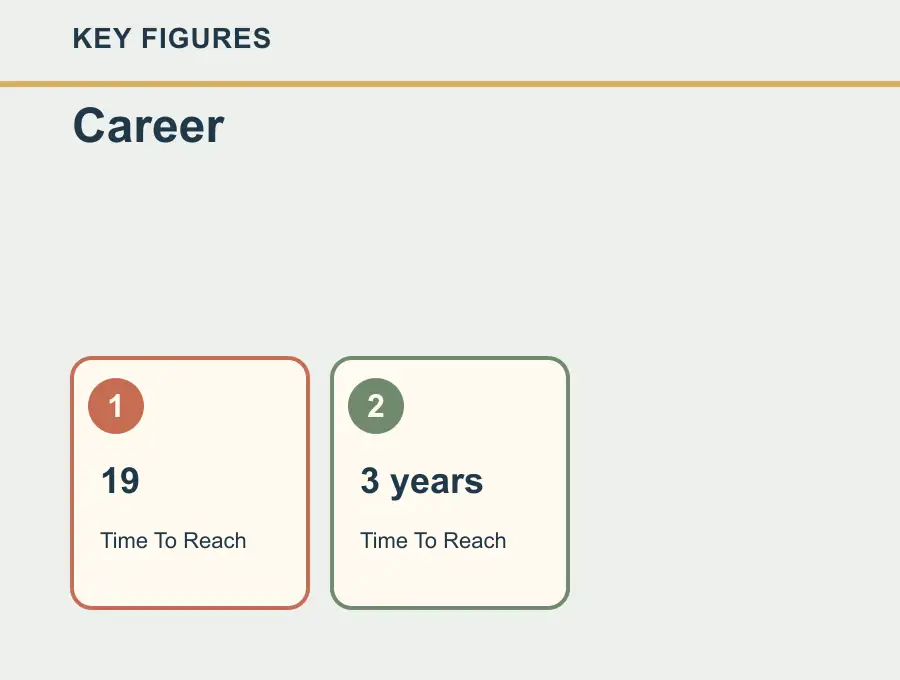 KEY FIGURES
Career
1
19
Time To Reach
2
3 years
Time To Reach